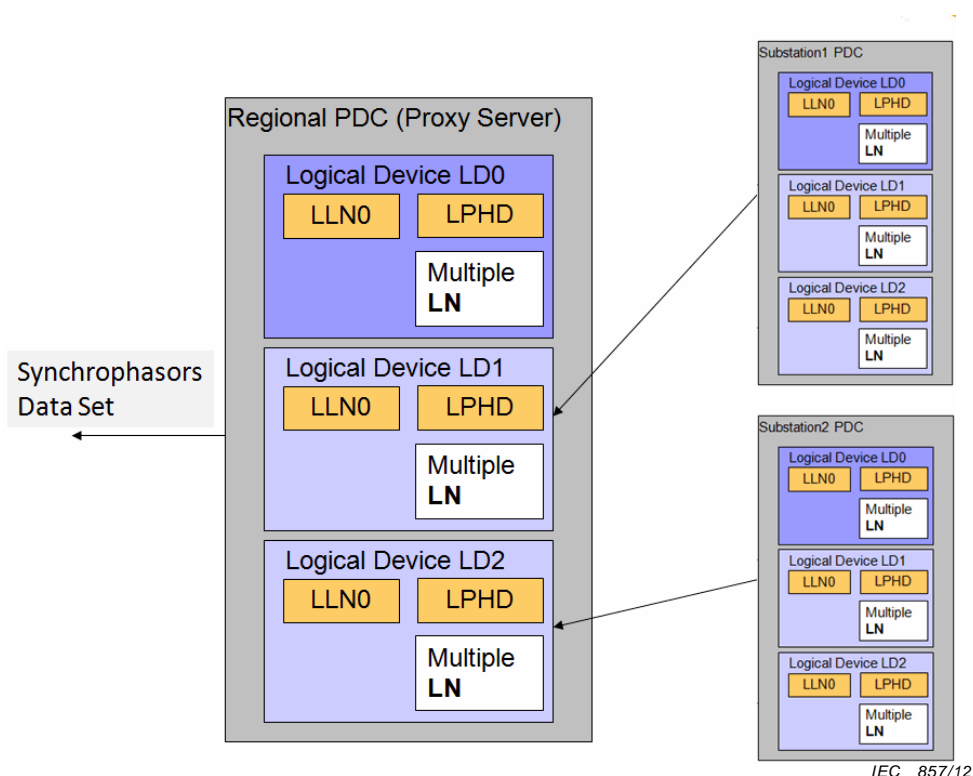 Regional PDC (Proxy Server)
Logical Device LD0
LLN0 LPHD
Multiple
LN
Logical Device LD1
LLN0 LPHD
Multiple
LN
Logical Device LD2
LLN0 LPHD
Multiple
LN
Synchrophasors
Data Set
Substation1 PDC
Logical Device LD0
LLN0 LPHD
Multiple
LN
Logical Device LD1
LLN0 LPHD
Multiple
LN
Logical Device LD2
LLN0 LPHD
Multiple
LN
Substation2 PDC
Logical Device LD0
LLN0 LPHD
Multiple
LN
Logical Device LD1
LLN0 LPHD
Multiple
LN
Logical Device LD2
LLN0 LPHD
Multiple
LN
IEC 857/12